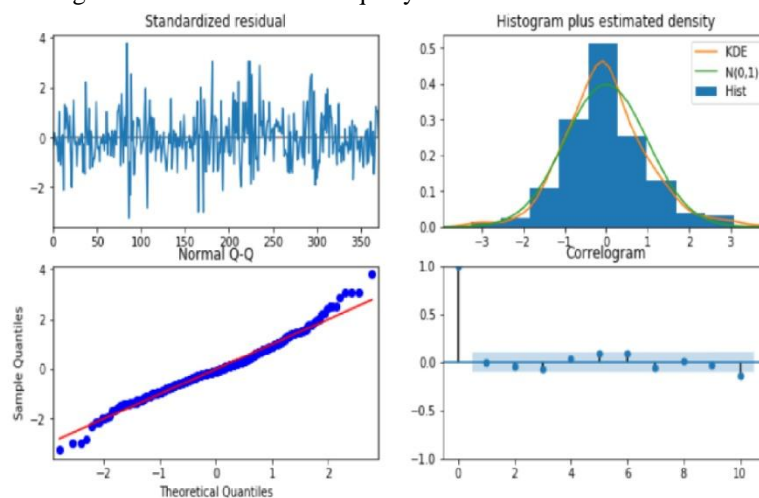 Standardized residual
4
2
0
−2
0 50 100 150 200 250 300 350
Histogram plus estimated density
KDE
N(0,1)
Hist
0.5
0.4
0.3
0.2
0.1
0.0
−3 −2 −1 0 1 2 3
Normal Q-Q
Sample Quantiles
4
2
0
−2
−2 −1 0 1 2
Theoretical Quantiles
Correlogram
1.0
0.5
0.0
−0.5
−1.0
0 2 4 6 8 10